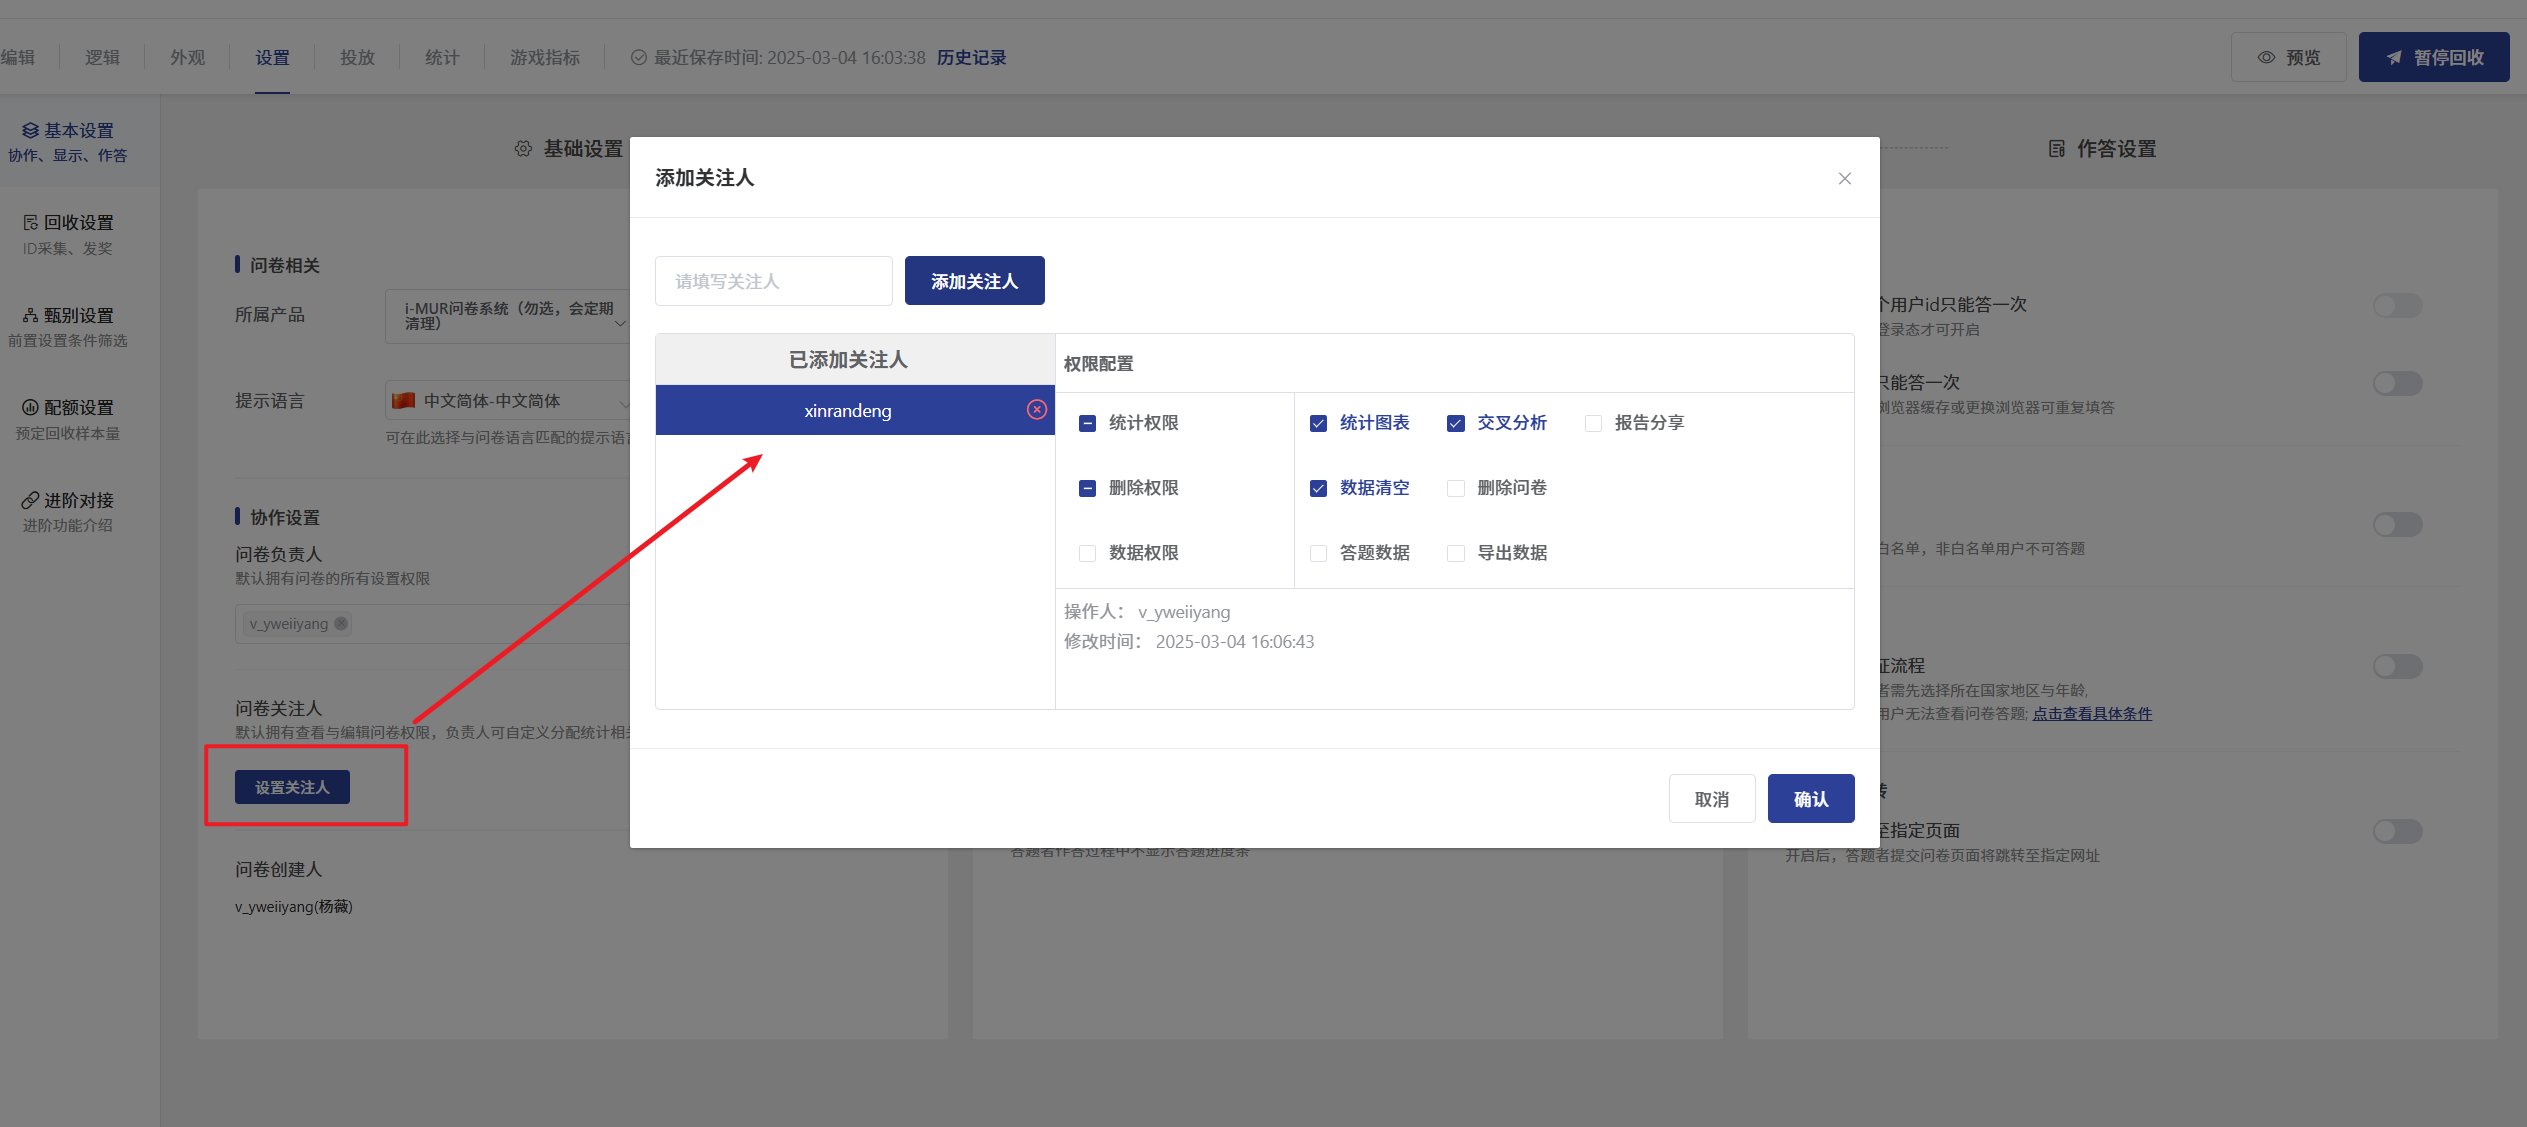 编辑
逻辑
外观
设置
投放
统计
游戏指标
最近保存时间: 2025-03-04 16:03:38 历史记录
预览
暂停回收
基本设置
协作、显示、作答
回收设置
ID采集、发奖
甄别设置
前置设置条件筛选
配额设置
预定回收样本量
进阶对接
进阶功能介绍
基础设置
作答设置
问卷相关
所属产品
i-MUR问卷系统（勿选，会定期
清理）
提示语言
中文简体-中文简体
可在此选择与问卷语言匹配的提示语言
协作设置
问卷负责人
默认拥有问卷的所有设置权限
v_yweiiyang
问卷关注人
默认拥有查看与编辑问卷权限，负责人可自定义分配统计相
设置关注人
问卷创建人
v_yweiiyang(杨薇)
添加关注人
请填写关注人
添加关注人
已添加关注人
xinrandeng
权限配置
统计权限
统计图表
交叉分析
报告分享
删除权限
数据清空
删除问卷
数据权限
答题数据
导出数据
操作人： v_yweiiyang
修改时间： 2025-03-04 16:06:43
取消
确认
答题者作答过程中不显示答题进度条
个用户id只能答一次
登录态才可开启
只能答一次
浏览器缓存或更换浏览器可重复填答
白名单，非白名单用户不可答题
证流程
者需先选择所在国家地区与年龄,
用户无法查看问卷答题; 点击查看具体条件
转
至指定页面
开启后，答题者提交问卷页面将跳转至指定网址